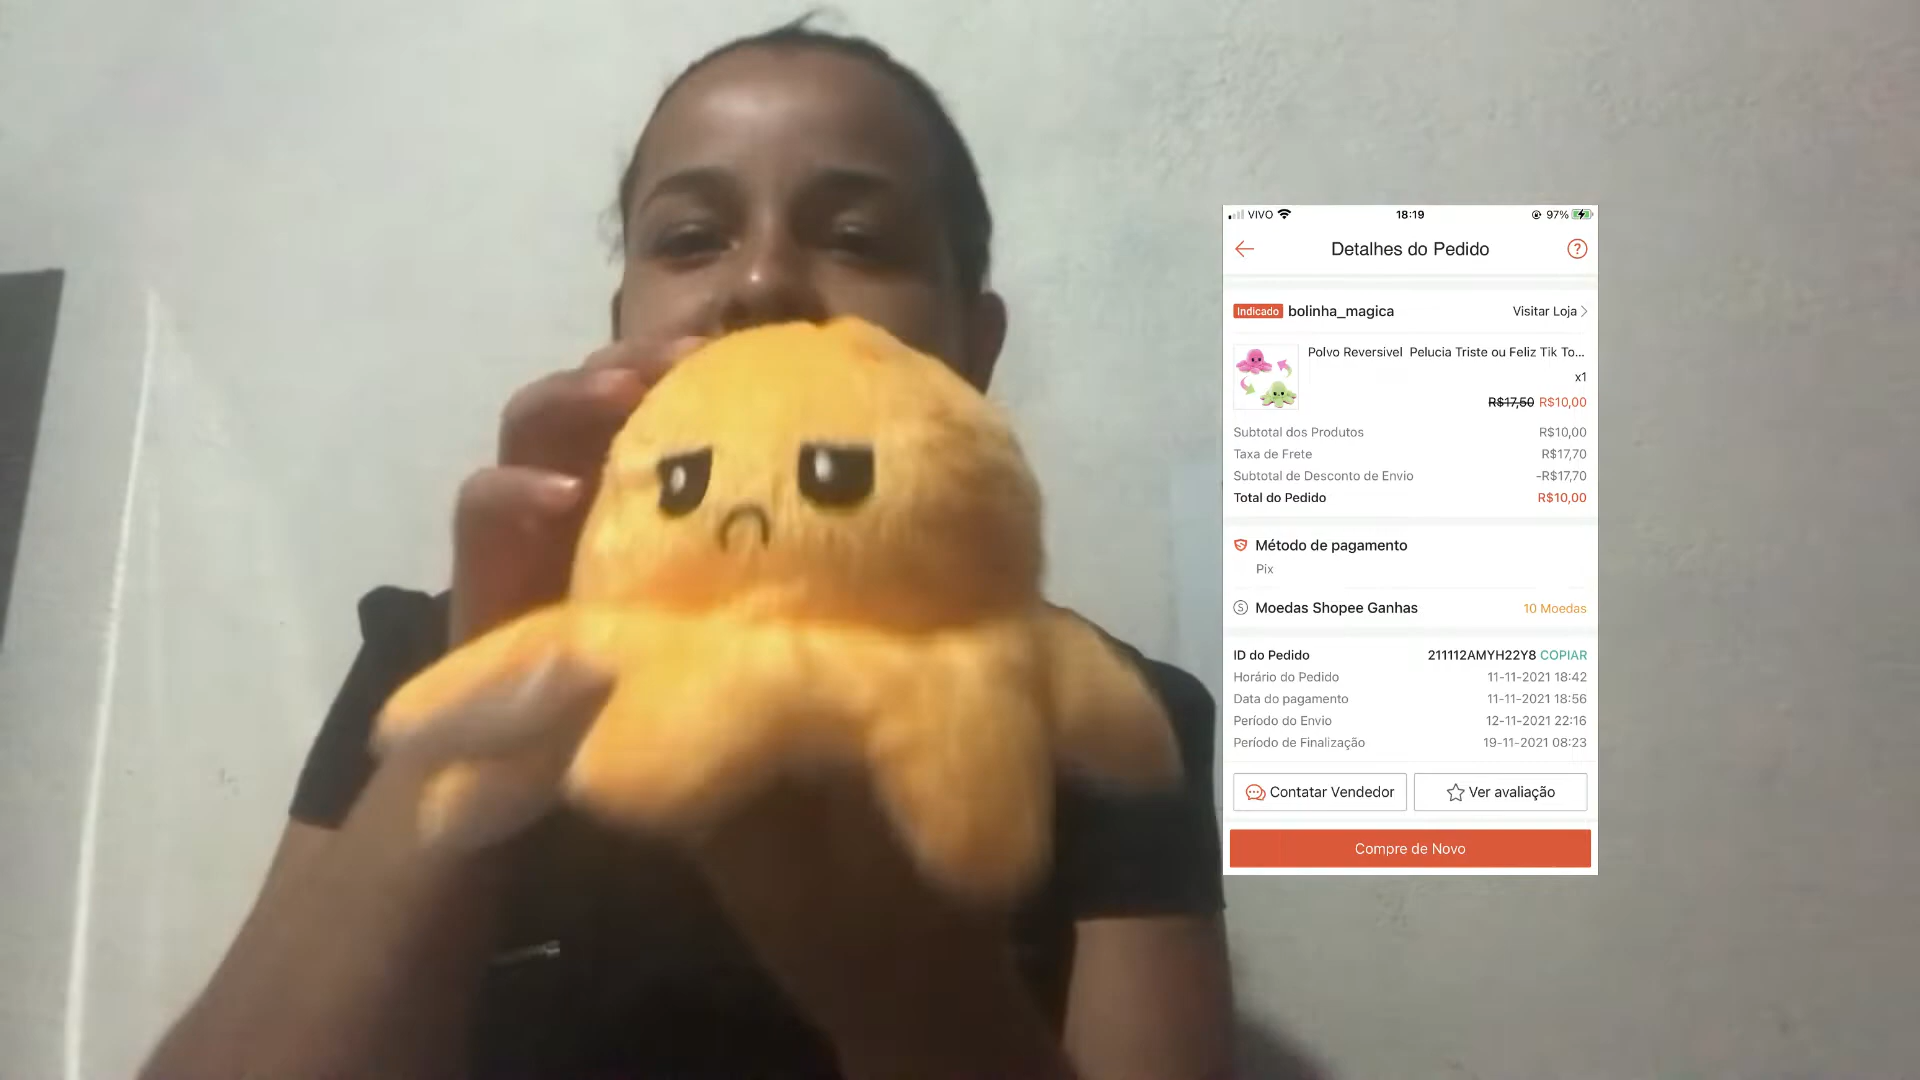 VIVO 18:19 97%
Detalhes do Pedido
Indicado bolinha_magica Visitar Loja
Polvo Reversivel Pelucia Triste ou Feliz Tik To...
x1
R$17,50 R$10,00
Subtotal dos Produtos R$10,00
Taxa de Frete R$17,70
Subtotal de Desconto de Envio -R$17,70
Total do Pedido R$10,00
Método de pagamento
Pix
Moedas Shopee Ganhas 10 Moedas
ID do Pedido 211112AMYH22Y8 COPIAR
Horário do Pedido 11-11-2021 18:42
Data do pagamento 11-11-2021 18:56
Período do Envio 12-11-2021 22:16
Período de Finalização 19-11-2021 08:23
Contatar Vendedor Ver avaliação
Compre de Novo